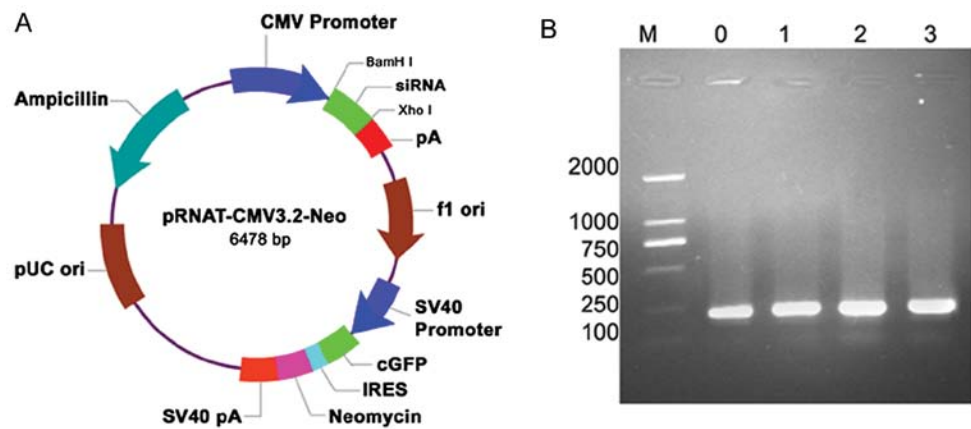 A
CMV Promoter
BamH I
siRNA
Xho I
pA
Ampicillin
pRNAT-CMV3.2-Neo
6478 bp
f1 ori
pUC ori
SV40
Promoter
cGFP
IRES
Neomycin
SV40 pA
B
M 0 1 2 3
2000
1000
750
500
250
100